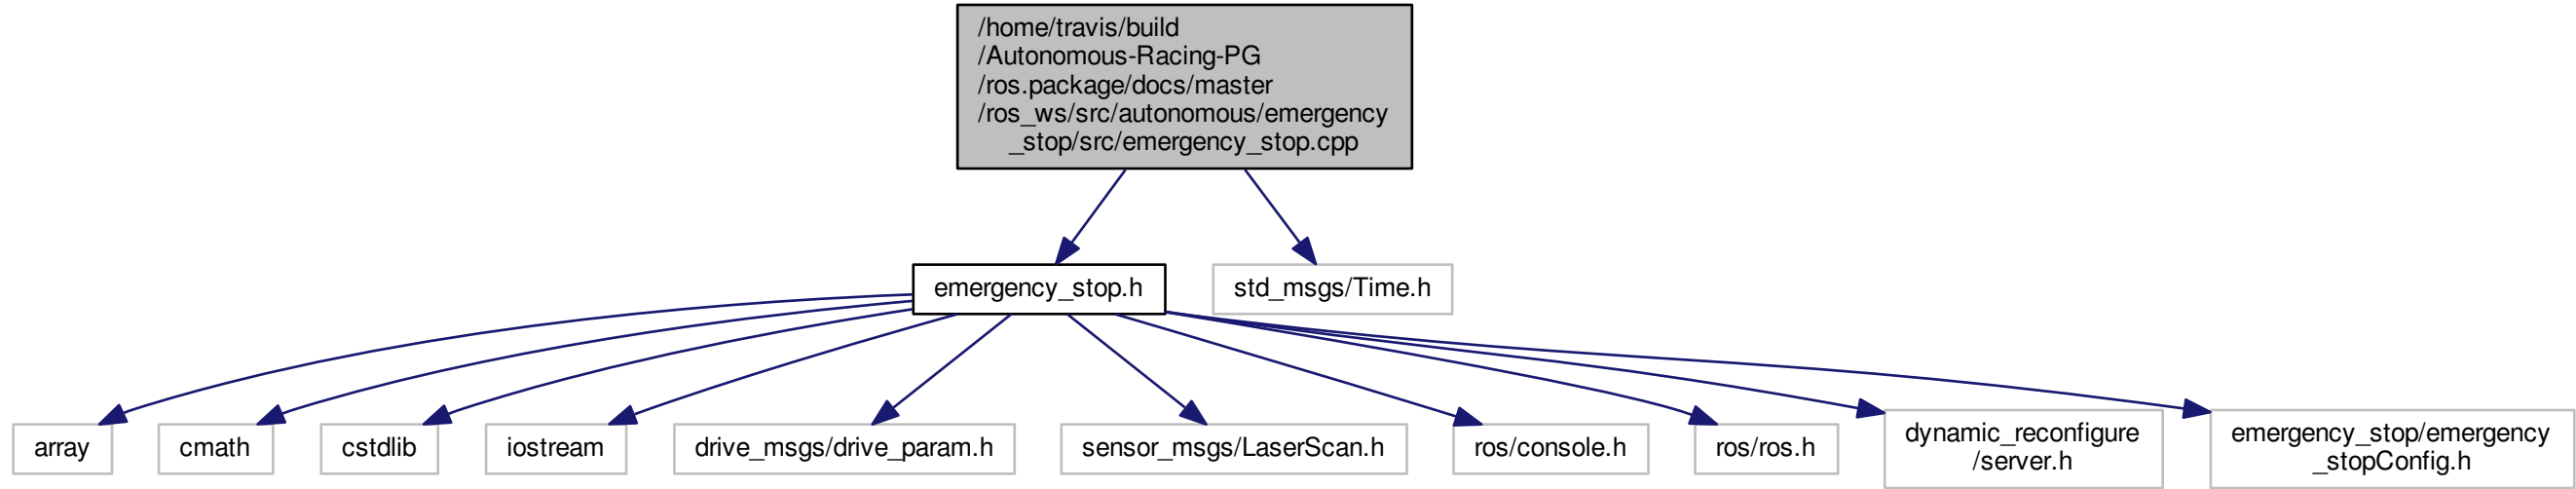 /home/travis/build
/Autonomous-Racing-PG
/ros.package/docs/master
/ros_ws/src/autonomous/emergency
_stop/src/emergency_stop.cpp
emergency_stop.h
std_msgs/Time.h
array
cmath
cstdlib
iostream
drive_msgs/drive_param.h
sensor_msgs/LaserScan.h
ros/console.h
ros/ros.h
dynamic_reconfigure
/server.h
emergency_stop/emergency
_stopConfig.h